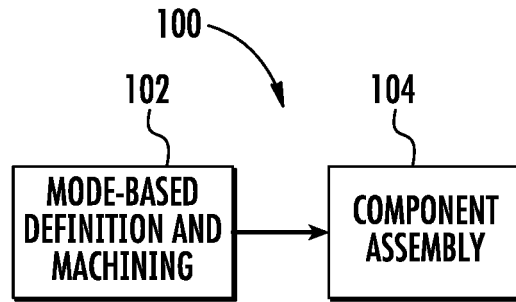 100
102
104
MODE-BASED
DEFINITION AND
MACHINING
COMPONENT
ASSEMBLY